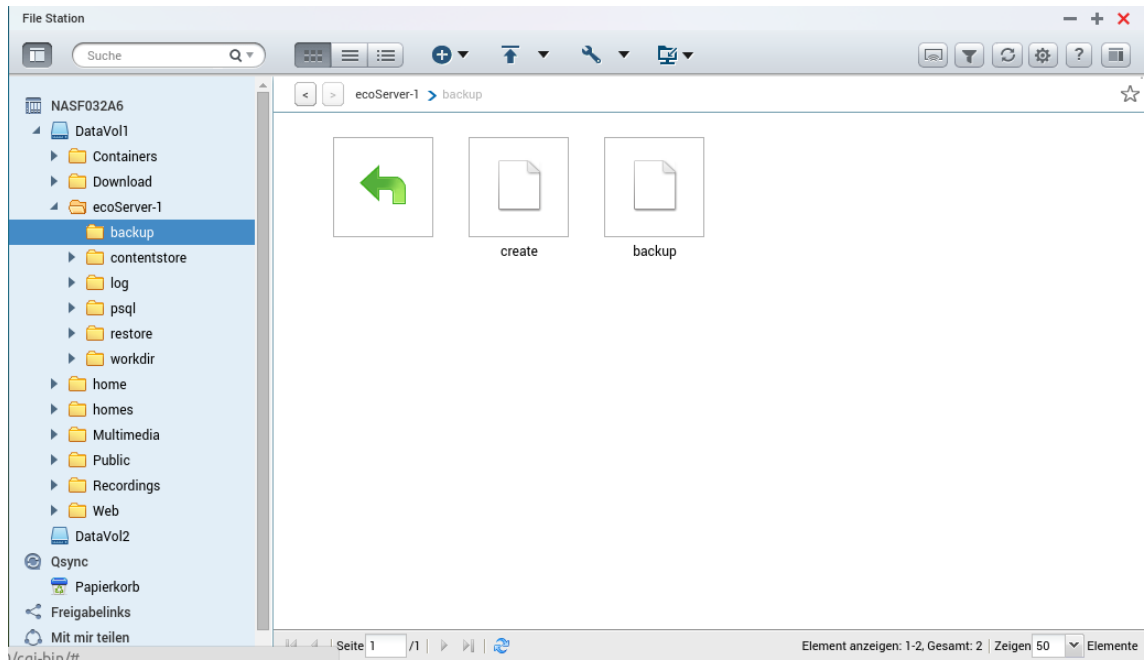 File Station
Suche
ecoServer-1 > backup
NASF032A6
DataVol1
Containers
Download
ecoServer-1
backup
contentstore
log
psql
restore
workdir
home
homes
Multimedia
Public
Recordings
Web
DataVol2
Qsync
Papierkorb
Freigabelinks
Mit mir teilen
create
backup
Seite 1 /1
Element anzeigen: 1-2, Gesamt: 2 | Zeigen 50 Elemente
/cgi-bin/#